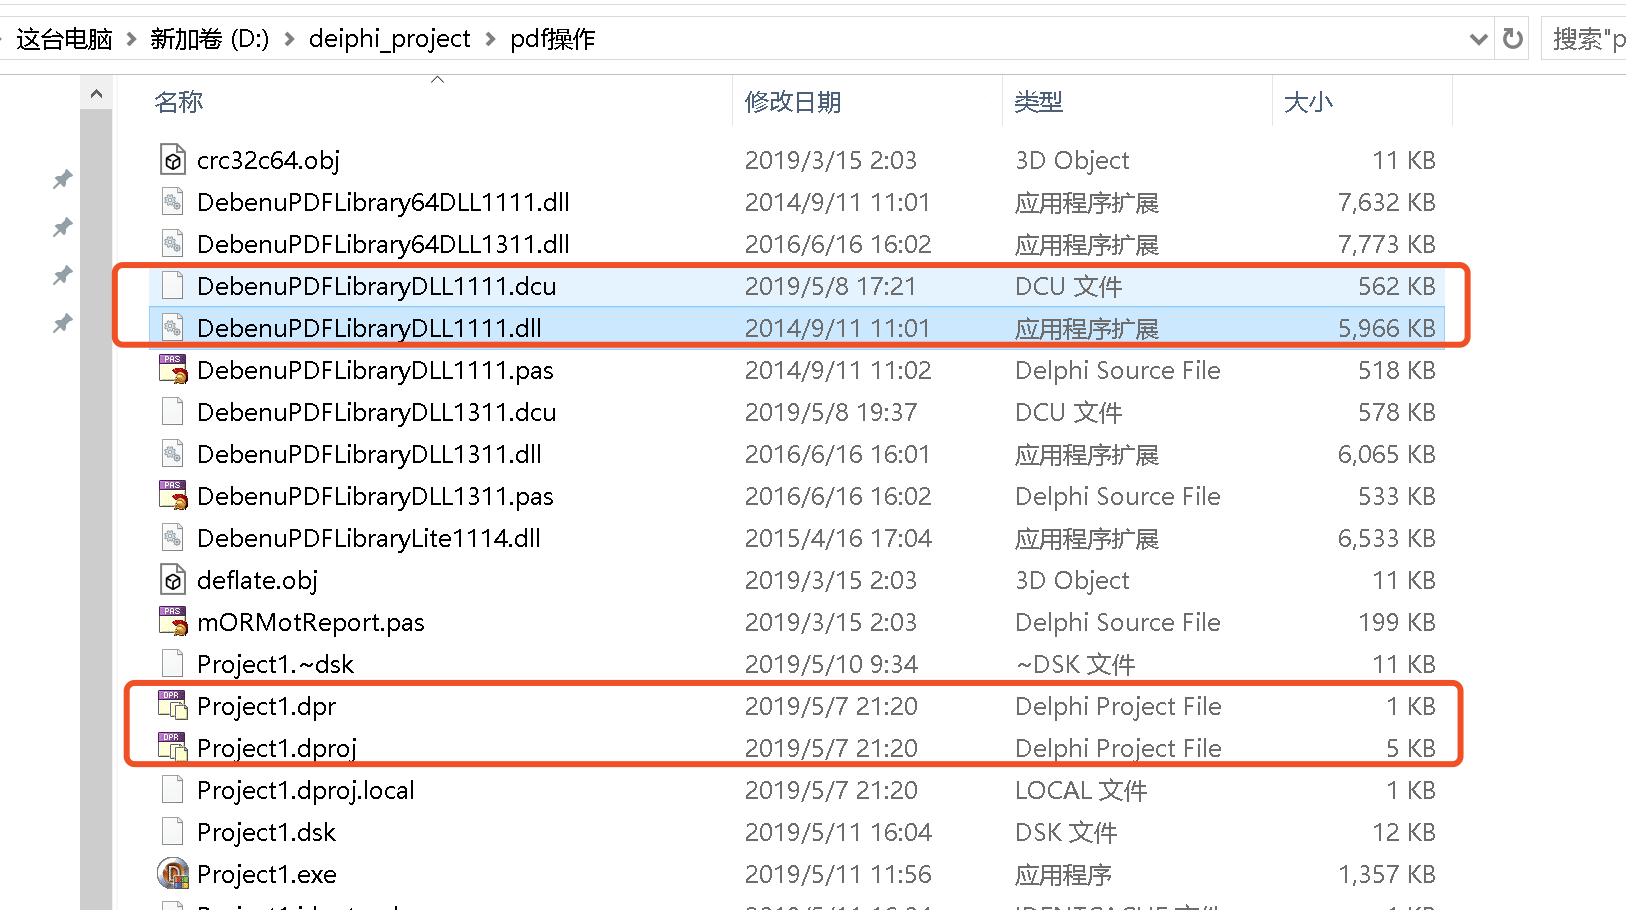 这台电脑 > 新加卷 (D:) > deiphi_project > pdf操作 搜索"p
名称 修改日期 类型 大小
crc32c64.obj 2019/3/15 2:03 3D Object 11 KB
DebenuPDFLibrary64DLL1111.dll 2014/9/11 11:01 应用程序扩展 7,632 KB
DebenuPDFLibrary64DLL1311.dll 2016/6/16 16:02 应用程序扩展 7,773 KB
DebenuPDFLibraryDLL1111.dcu 2019/5/8 17:21 DCU 文件 562 KB
DebenuPDFLibraryDLL1111.dll 2014/9/11 11:01 应用程序扩展 5,966 KB
DebenuPDFLibraryDLL1111.pas 2014/9/11 11:02 Delphi Source File 518 KB
DebenuPDFLibraryDLL1311.dcu 2019/5/8 19:37 DCU 文件 578 KB
DebenuPDFLibraryDLL1311.dll 2016/6/16 16:01 应用程序扩展 6,065 KB
DebenuPDFLibraryDLL1311.pas 2016/6/16 16:02 Delphi Source File 533 KB
DebenuPDFLibraryLite1114.dll 2015/4/16 17:04 应用程序扩展 6,533 KB
deflate.obj 2019/3/15 2:03 3D Object 11 KB
mORMotReport.pas 2019/3/15 2:03 Delphi Source File 199 KB
Project1.~dsk 2019/5/10 9:34 ~DSK 文件 11 KB
Project1.dpr 2019/5/7 21:20 Delphi Project File 1 KB
Project1.dproj 2019/5/7 21:20 Delphi Project File 5 KB
Project1.dproj.local 2019/5/7 21:20 LOCAL 文件 1 KB
Project1.dsk 2019/5/11 16:04 DSK 文件 12 KB
Project1.exe 2019/5/11 11:56 应用程序 1,357 KB